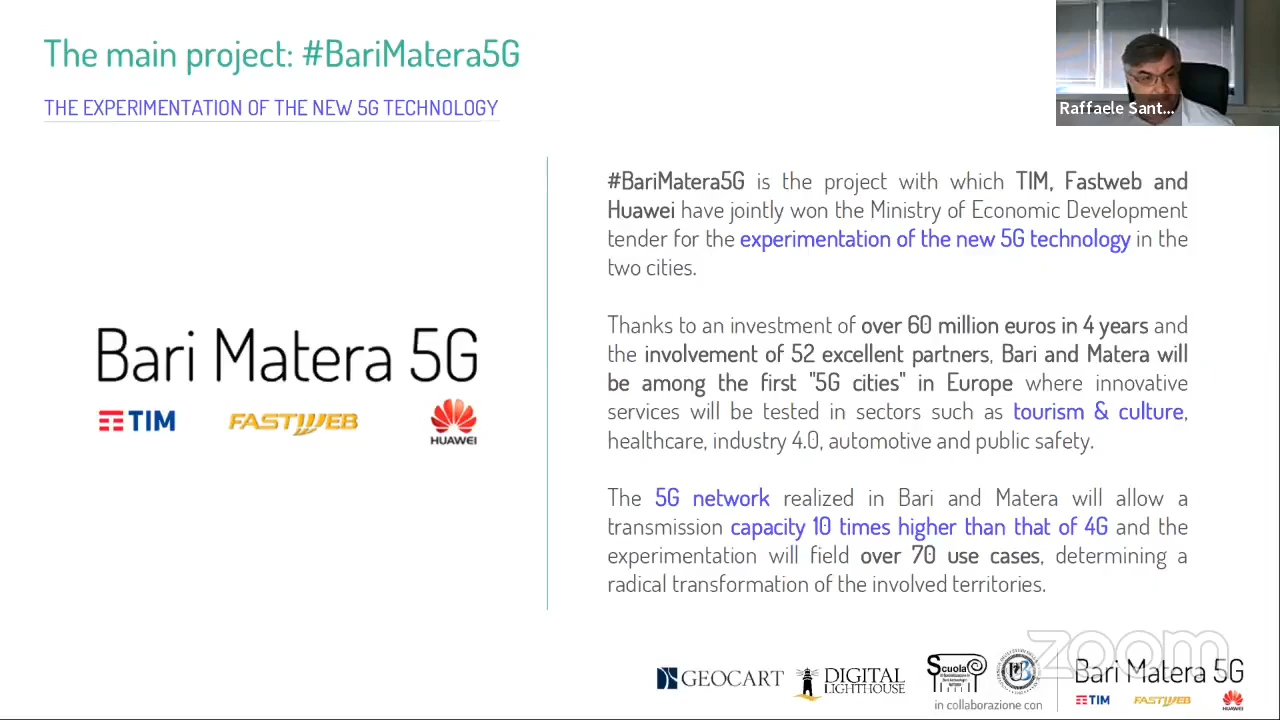 The main project: #BariMatera5G
THE EXPERIMENTATION OF THE NEW 5G TECHNOLOGY
Raffaele Sant...
#BariMatera5G is the project with which TIM, Fastweb and
Huawei have jointly won the Ministry of Economic Development
tender for the experimentation of the new 5G technology in the
two cities.
Thanks to an investment of over 60 million euros in 4 years and
the involvement of 52 excellent partners, Bari and Matera will
be among the first "5G cities" in Europe where innovative
services will be tested in sectors such as tourism & culture,
healthcare, industry 4.0, automotive and public safety.
The 5G network realized in Bari and Matera will allow a
transmission capacity 10 times higher than that of 4G and the
experimentation will field over 70 use cases, determining a
radical transformation of the involved territories.
Bari Matera 5G
TIM FASTWEB HUAWEI
zoom
GEOCART
DIGITAL
LIGHTHOUSE
Scuola
in collaborazione con
Bari Matera 5G
TIM FASTWEB